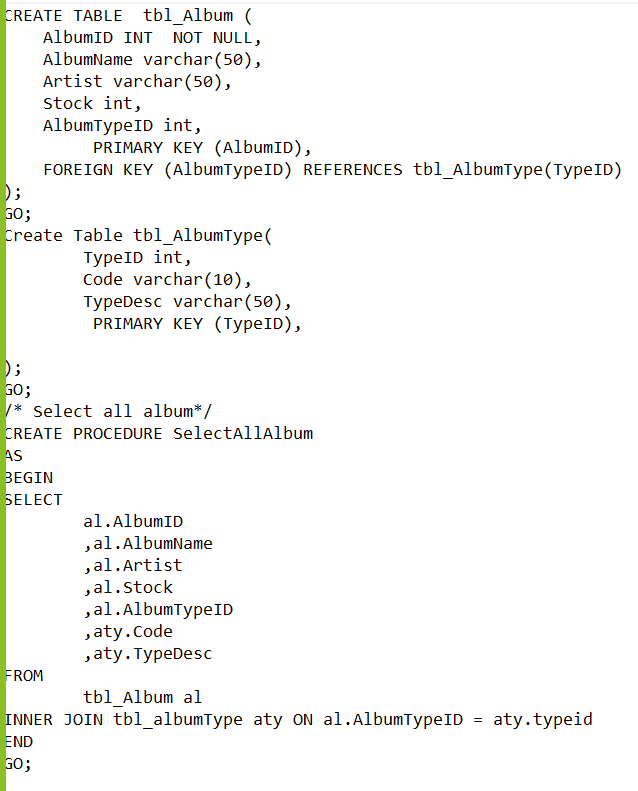 CREATE TABLE  tbl_Album (
    AlbumID INT  NOT NULL,
    AlbumName varchar(50),
    Artist varchar(50),
    Stock int,
    AlbumTypeID int,
         PRIMARY KEY (AlbumID),
    FOREIGN KEY (AlbumTypeID) REFERENCES tbl_AlbumType(TypeID)
);
GO;
Create Table tbl_AlbumType(
        TypeID int,
        Code varchar(10),
        TypeDesc varchar(50),
         PRIMARY KEY (TypeID),
);
GO;
/* Select all album*/
CREATE PROCEDURE SelectAllAlbum
AS
BEGIN
SELECT
        al.AlbumID
        ,al.AlbumName
        ,al.Artist
        ,al.Stock
        ,al.AlbumTypeID
        ,aty.Code
        ,aty.TypeDesc
FROM
        tbl_Album al
INNER JOIN tbl_albumType aty ON al.AlbumTypeID = aty.typeid
END
GO;